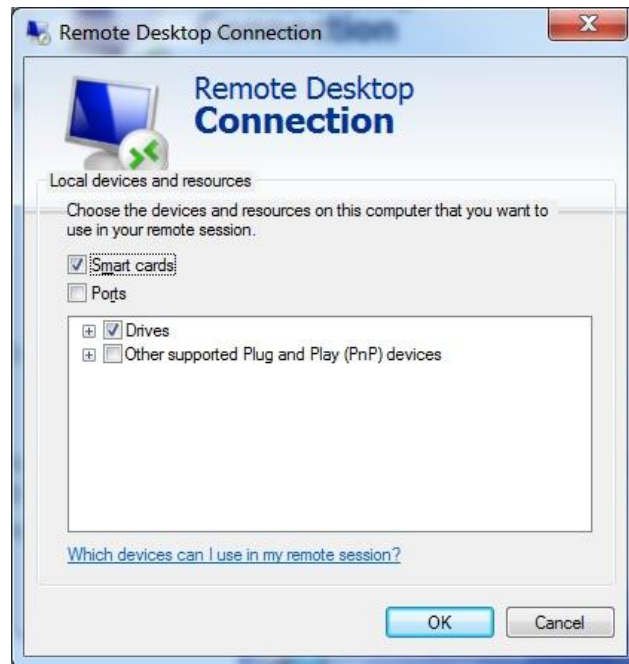 Remote Desktop Connection
Remote Desktop
Connection
Local devices and resources
Choose the devices and resources on this computer that you want to
use in your remote session.
Smart cards
Ports
Drives
Other supported Plug and Play (PnP) devices
Which devices can I use in my remote session?
OK
Cancel